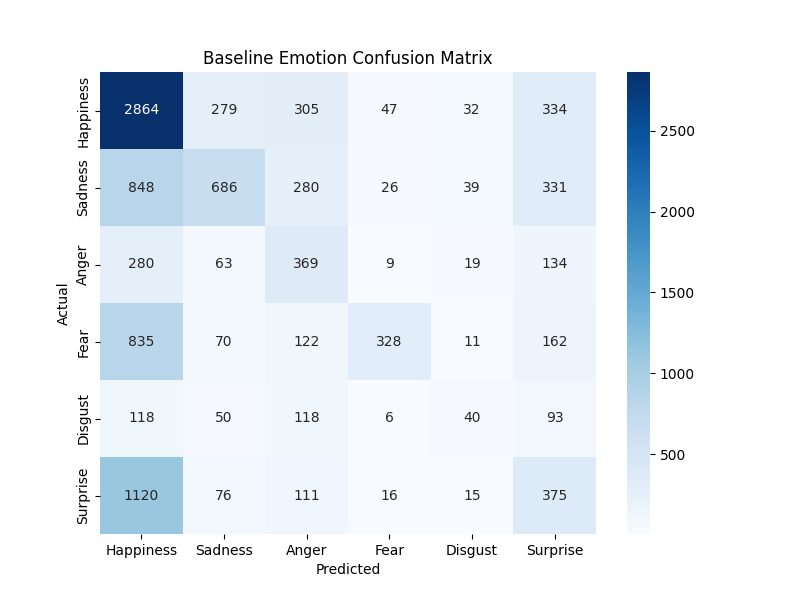 Baseline Emotion Confusion Matrix
Happiness 2864 279 305 47 32 334
Sadness 848 686 280 26 39 331
Anger 280 63 369 9 19 134
Fear 835 70 122 328 11 162
Disgust 118 50 118 6 40 93
Surprise 1120 76 111 16 15 375
Actual
Happiness Sadness Anger Fear Disgust Surprise
Predicted
2500
2000
1500
1000
500